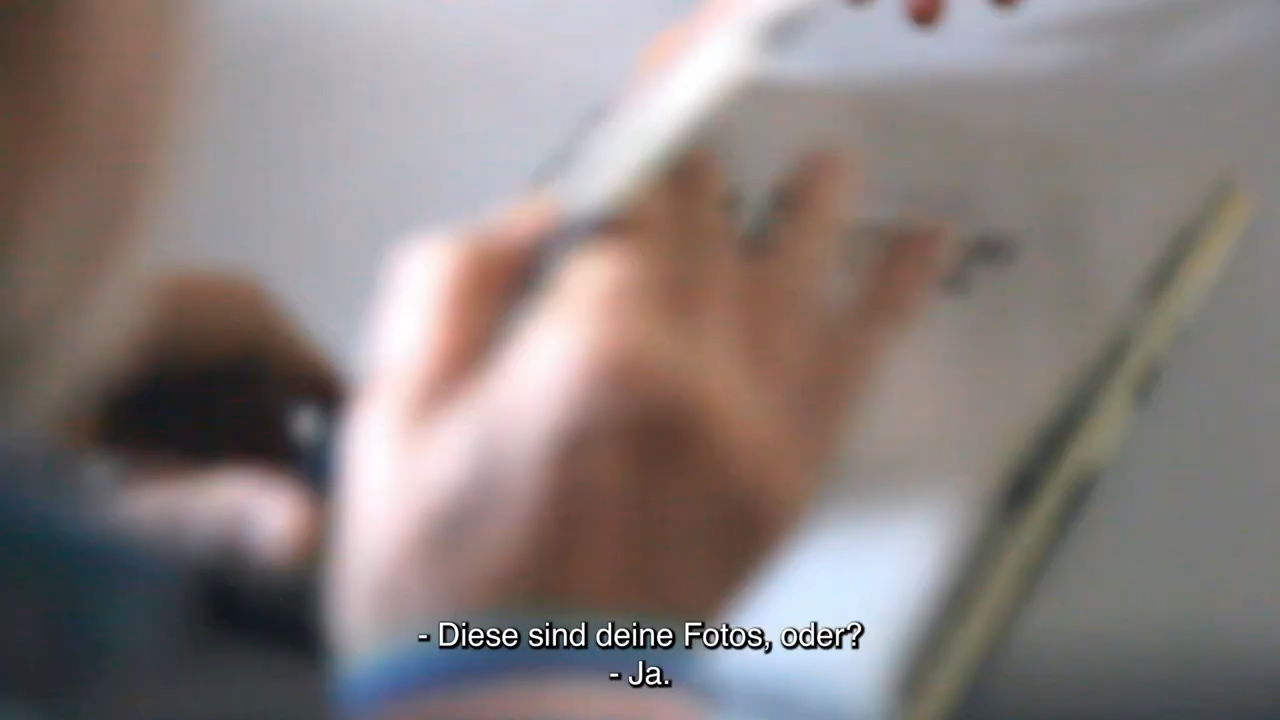 - Diese sind deine Fotos, oder?
- Ja.